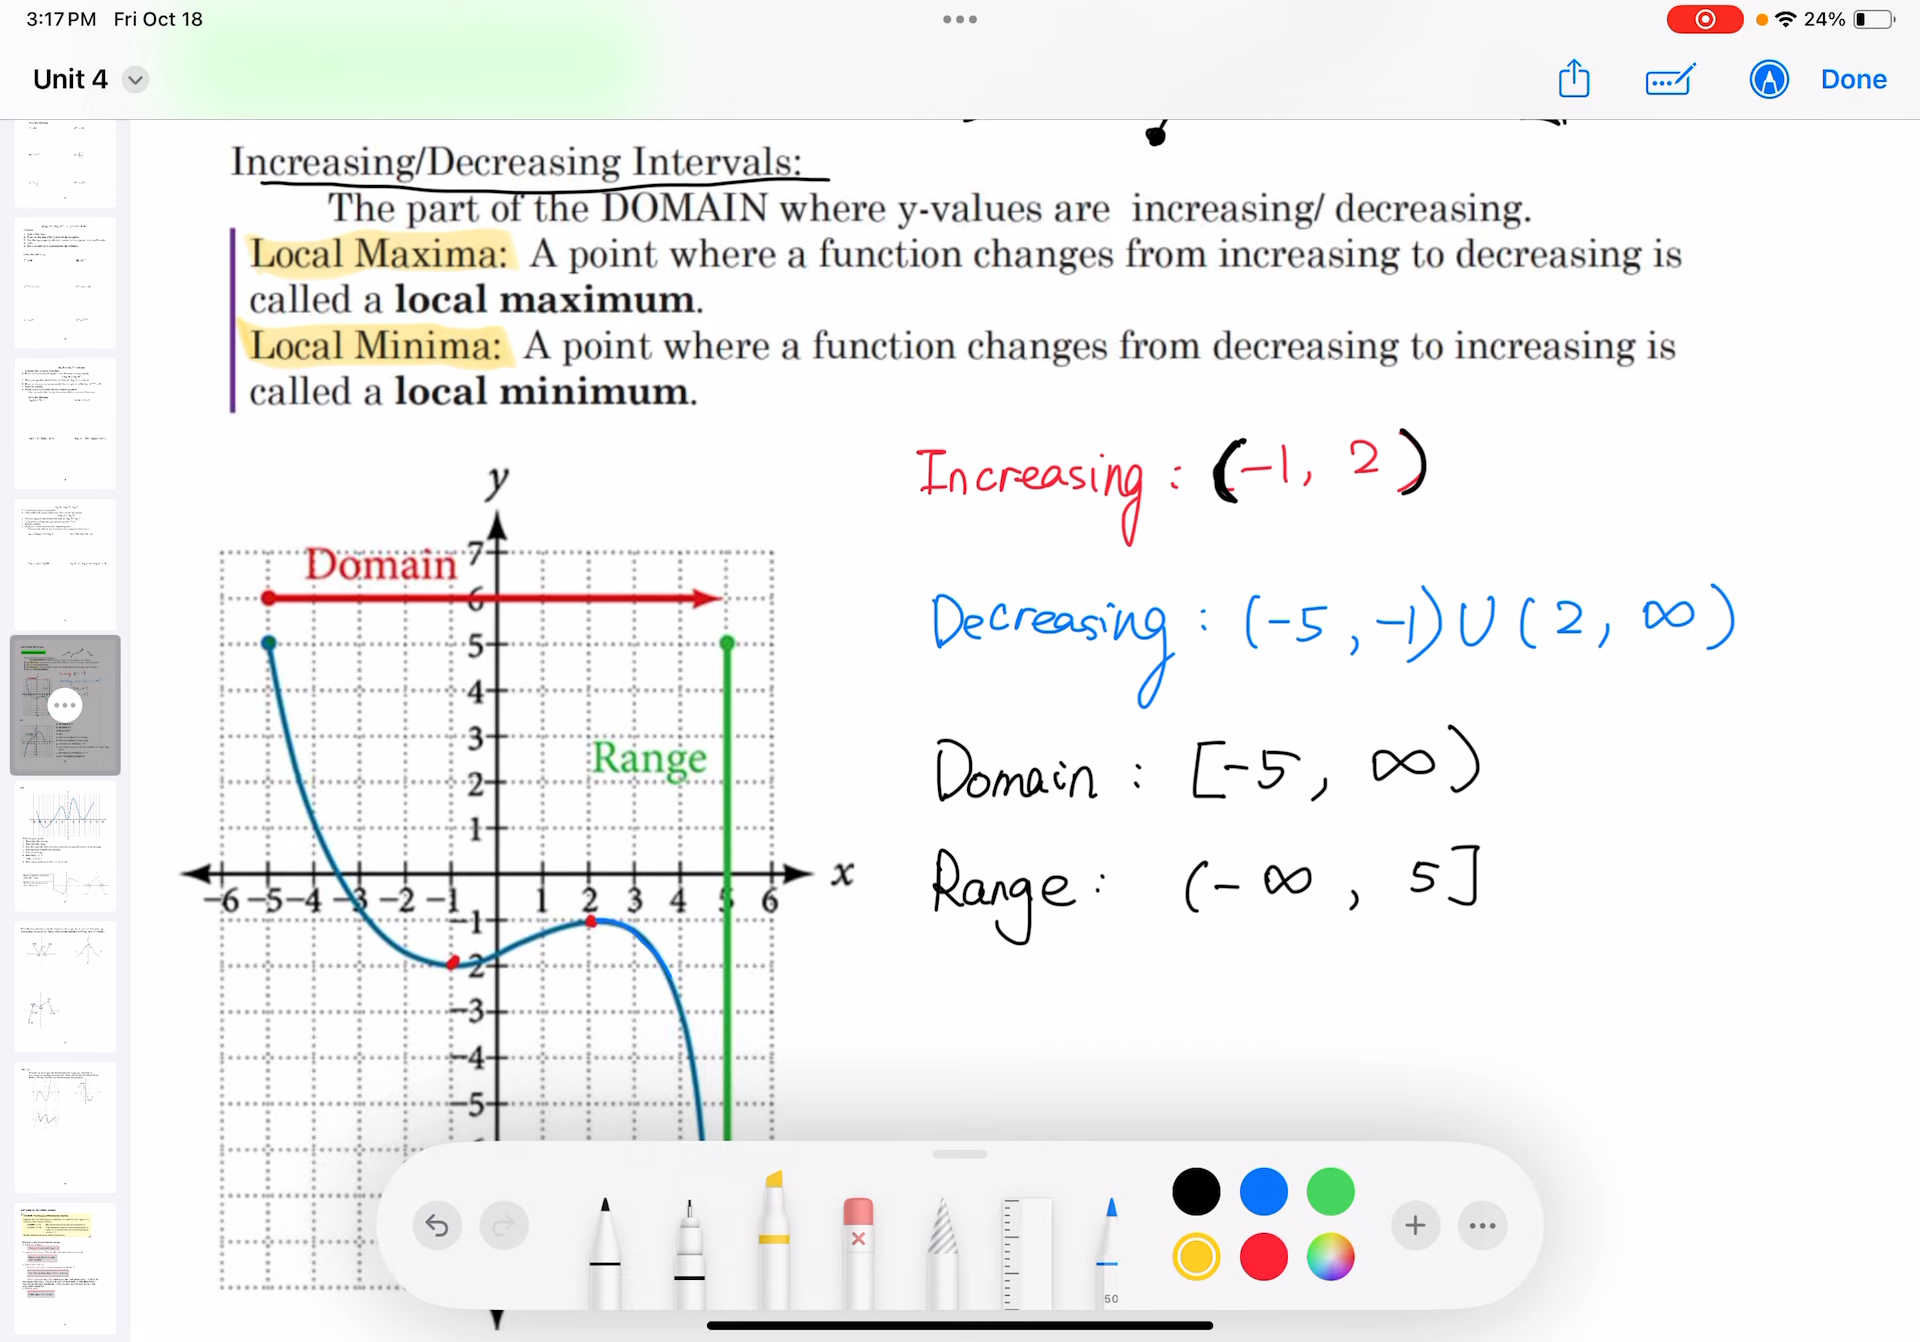 3:17 PM Fri Oct 18
24%
Unit 4
Done
Increasing/Decreasing Intervals:
The part of the DOMAIN where y-values are increasing/ decreasing.
Local Maxima: A point where a function changes from increasing to decreasing is
called a local maximum.
Local Minima: A point where a function changes from decreasing to increasing is
called a local minimum.
Increasing : (-1, 2)
Decreasing : (-5, -1) U (2, ∞)
Domain : [-5, ∞)
Range : (-∞, 5]
y
7
Domain
6
5
4
3
Range
2
1
x
-6 -5 -4 -3 -2 -1 1 2 3 4 5 6
-1
-2
-3
-4
-5
50